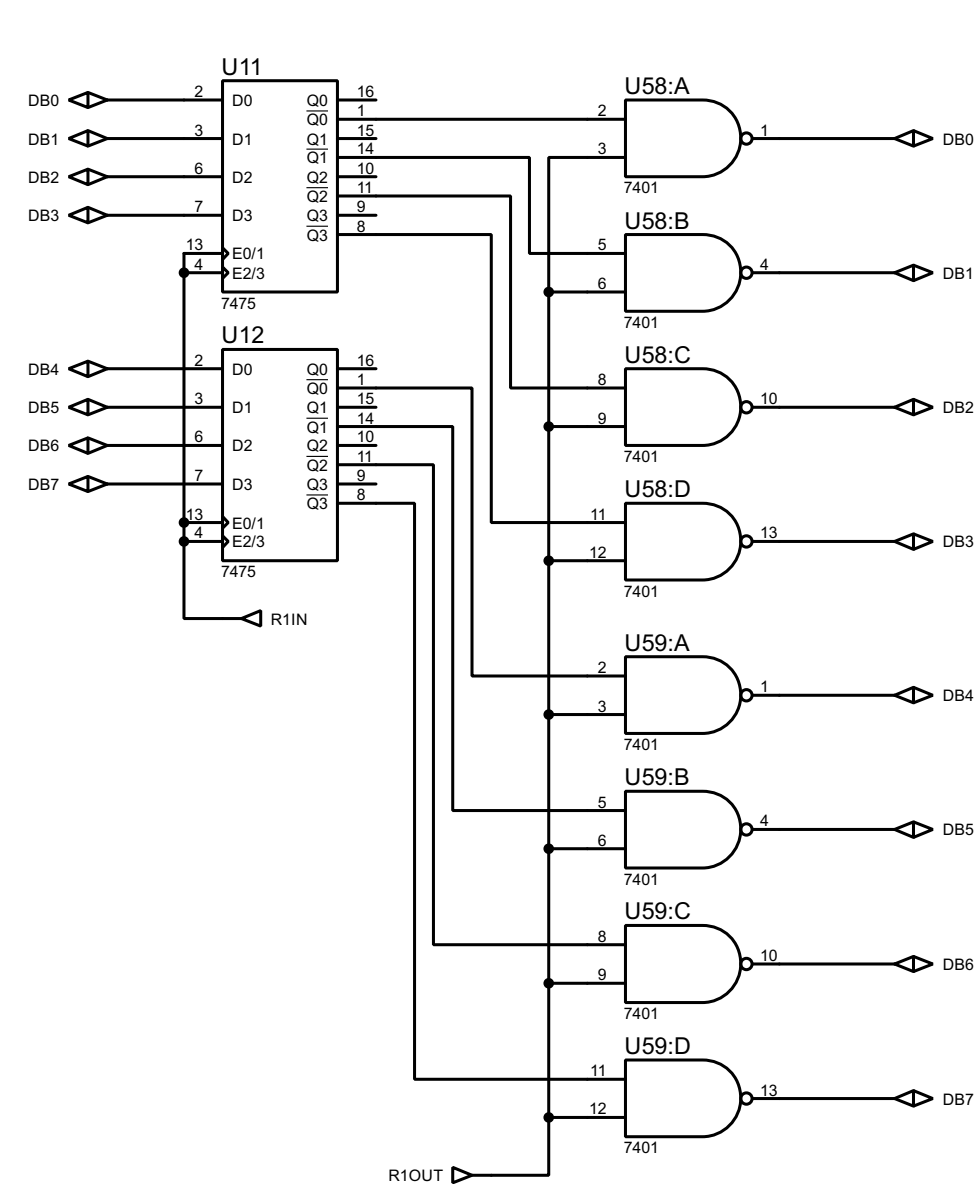 U11
DB0 2 D0 Q0 16
Q0 1
DB1 3 D1 Q1 15
Q1 14
DB2 6 D2 Q2 10
Q2 11
DB3 7 D3 Q3 9
Q3 8
13 E0/1
4 E2/3
7475
U12
DB4 2 D0 Q0 16
Q0 1
DB5 3 D1 Q1 15
Q1 14
DB6 6 D2 Q2 10
Q2 11
DB7 7 D3 Q3 9
Q3 8
13 E0/1
4 E2/3
7475
R1IN
U58:A
2
3
1 DB0
7401
U58:B
5
6
4 DB1
7401
U58:C
8
9
10 DB2
7401
U58:D
11
12
13 DB3
7401
U59:A
2
3
1 DB4
7401
U59:B
5
6
4 DB5
7401
U59:C
8
9
10 DB6
7401
U59:D
11
12
13 DB7
7401
R1OUT